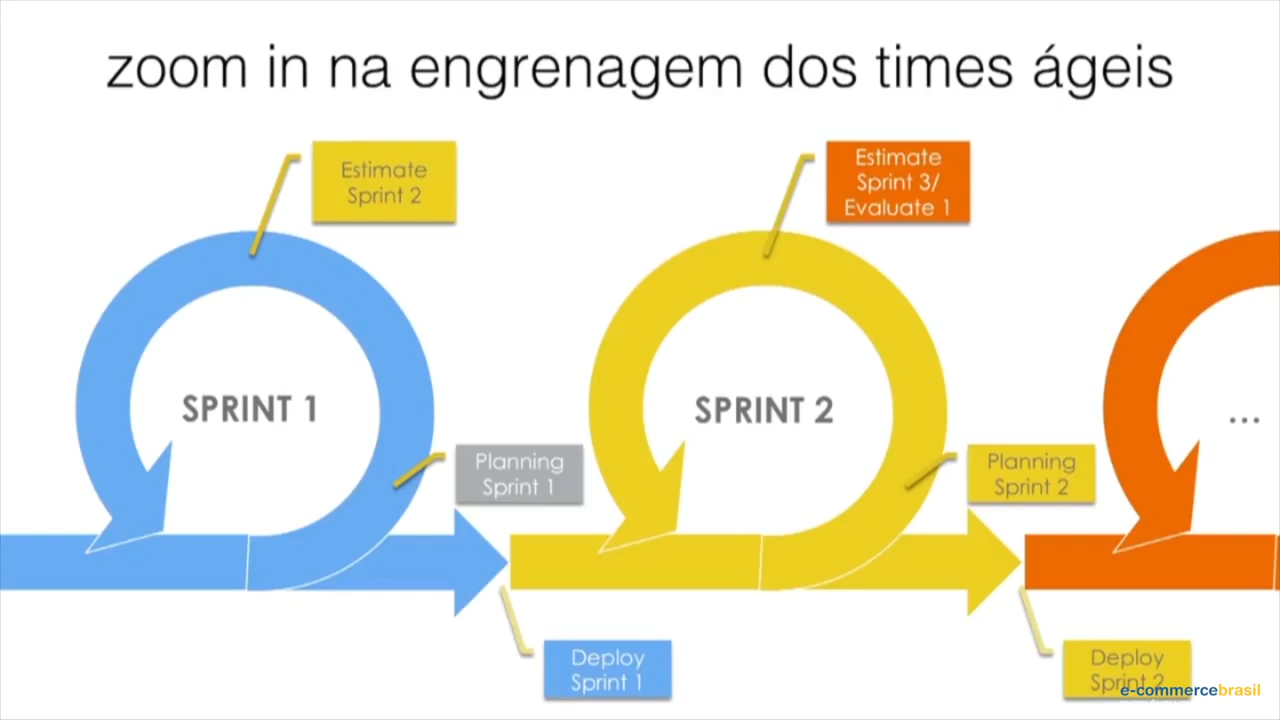 zoom in na engrenagem dos times ágeis
Estimate
Sprint 2
Estimate
Sprint 3/
Evaluate 1
SPRINT 1
SPRINT 2
...
Planning
Sprint 1
Planning
Sprint 2
Deploy
Sprint 1
Deploy
Sprint 2
e-commercebrasil